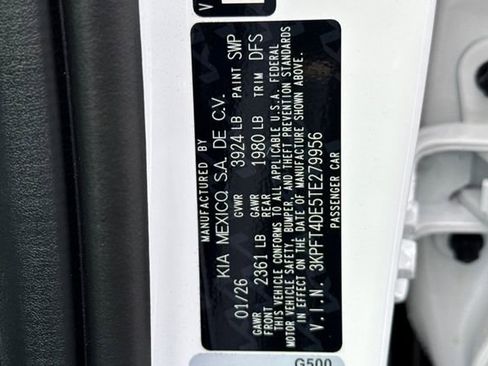 MANUFACTURED BY
KIA MEXICO, S.A. DE C.V.
01/26 GVWR 3924 LB PAINT SWP
GAWR FRONT 2361 LB GAWR REAR 1980 LB TRIM DFS
THIS VEHICLE CONFORMS TO ALL APPLICABLE U.S.A. FEDERAL
MOTOR VEHICLE SAFETY, BUMPER, AND THEFT PREVENTION STANDARDS
IN EFFECT ON THE DATE OF MANUFACTURE SHOWN ABOVE.
V.I.N. 3KPFT4DE5TE279956
PASSENGER CAR
V
G500